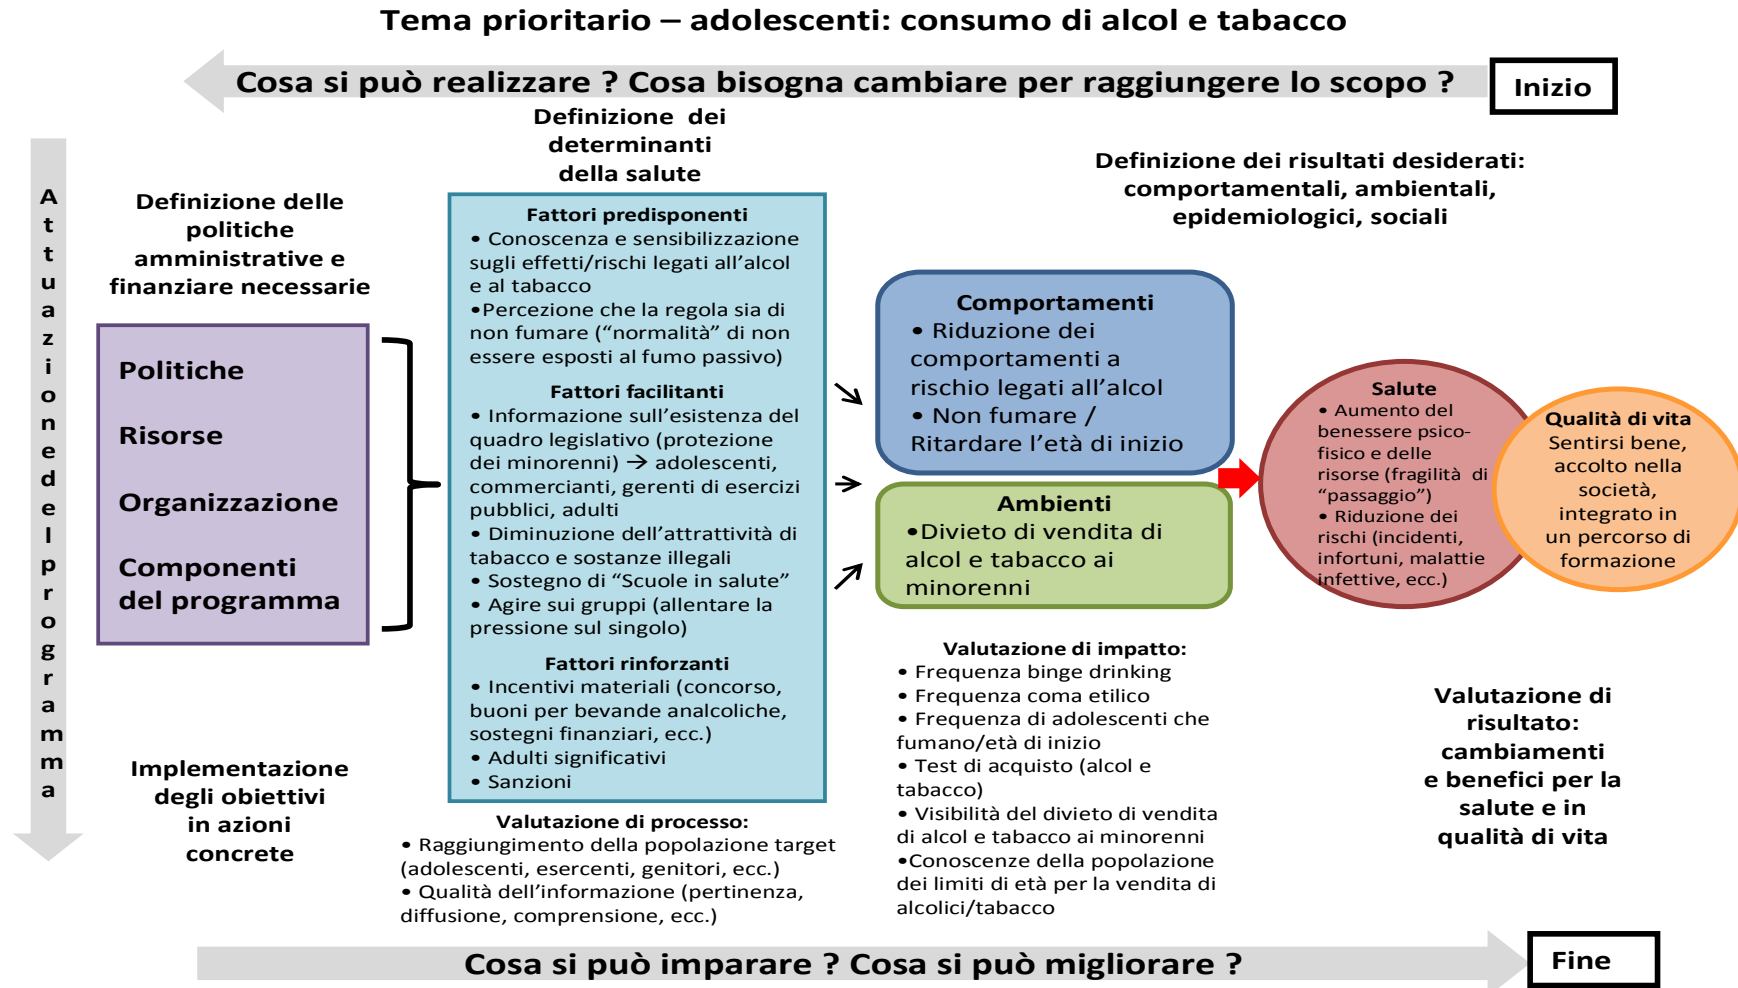 Tema prioritario – adolescenti: consumo di alcol e tabacco
Cosa si può realizzare ? Cosa bisogna cambiare per raggiungere lo scopo ?
Inizio
Attuazione del programma
Definizione delle
politiche
amministrative e
finanziare necessarie
Politiche
Risorse
Organizzazione
Componenti
del programma
Implementazione
degli obiettivi
in azioni
concrete
Definizione dei
determinanti
della salute
Fattori predisponenti
• Conoscenza e sensibilizzazione
sugli effetti/rischi legati all’alcol
e al tabacco
•Percezione che la regola sia di
non fumare (“normalità” di non
essere esposti al fumo passivo)
Fattori facilitanti
• Informazione sull’esistenza del
quadro legislativo (protezione
dei minorenni) → adolescenti,
commercianti, gerenti di esercizi
pubblici, adulti
• Diminuzione dell’attrattività di
tabacco e sostanze illegali
• Sostegno di “Scuole in salute”
• Agire sui gruppi (allentare la
pressione sul singolo)
Fattori rinforzanti
• Incentivi materiali (concorso,
buoni per bevande analcoliche,
sostegni finanziari, ecc.)
• Adulti significativi
• Sanzioni
Valutazione di processo:
• Raggiungimento della popolazione target
(adolescenti, esercenti, genitori, ecc.)
• Qualità dell’informazione (pertinenza,
diffusione, comprensione, ecc.)
Definizione dei risultati desiderati:
comportamentali, ambientali,
epidemiologici, sociali
Comportamenti
• Riduzione dei
comportamenti a
rischio legati all’alcol
• Non fumare /
Ritardare l’età di inizio
Ambienti
•Divieto di vendita di
alcol e tabacco ai
minorenni
Valutazione di impatto:
• Frequenza binge drinking
• Frequenza coma etilico
• Frequenza di adolescenti che
fumano/età di inizio
• Test di acquisto (alcol e
tabacco)
• Visibilità del divieto di vendita
di alcol e tabacco ai minorenni
•Conoscenze della popolazione
dei limiti di età per la vendita di
alcolici/tabacco
Salute
• Aumento del
benessere psico-
fisico e delle
risorse (fragilità di
“passaggio”)
• Riduzione dei
rischi (incidenti,
infortuni, malattie
infettive, ecc.)
Qualità di vita
Sentirsi bene,
accolto nella
società,
integrato in
un percorso di
formazione
Valutazione di
risultato:
cambiamenti
e benefici per la
salute e in
qualità di vita
Cosa si può imparare ? Cosa si può migliorare ?
Fine